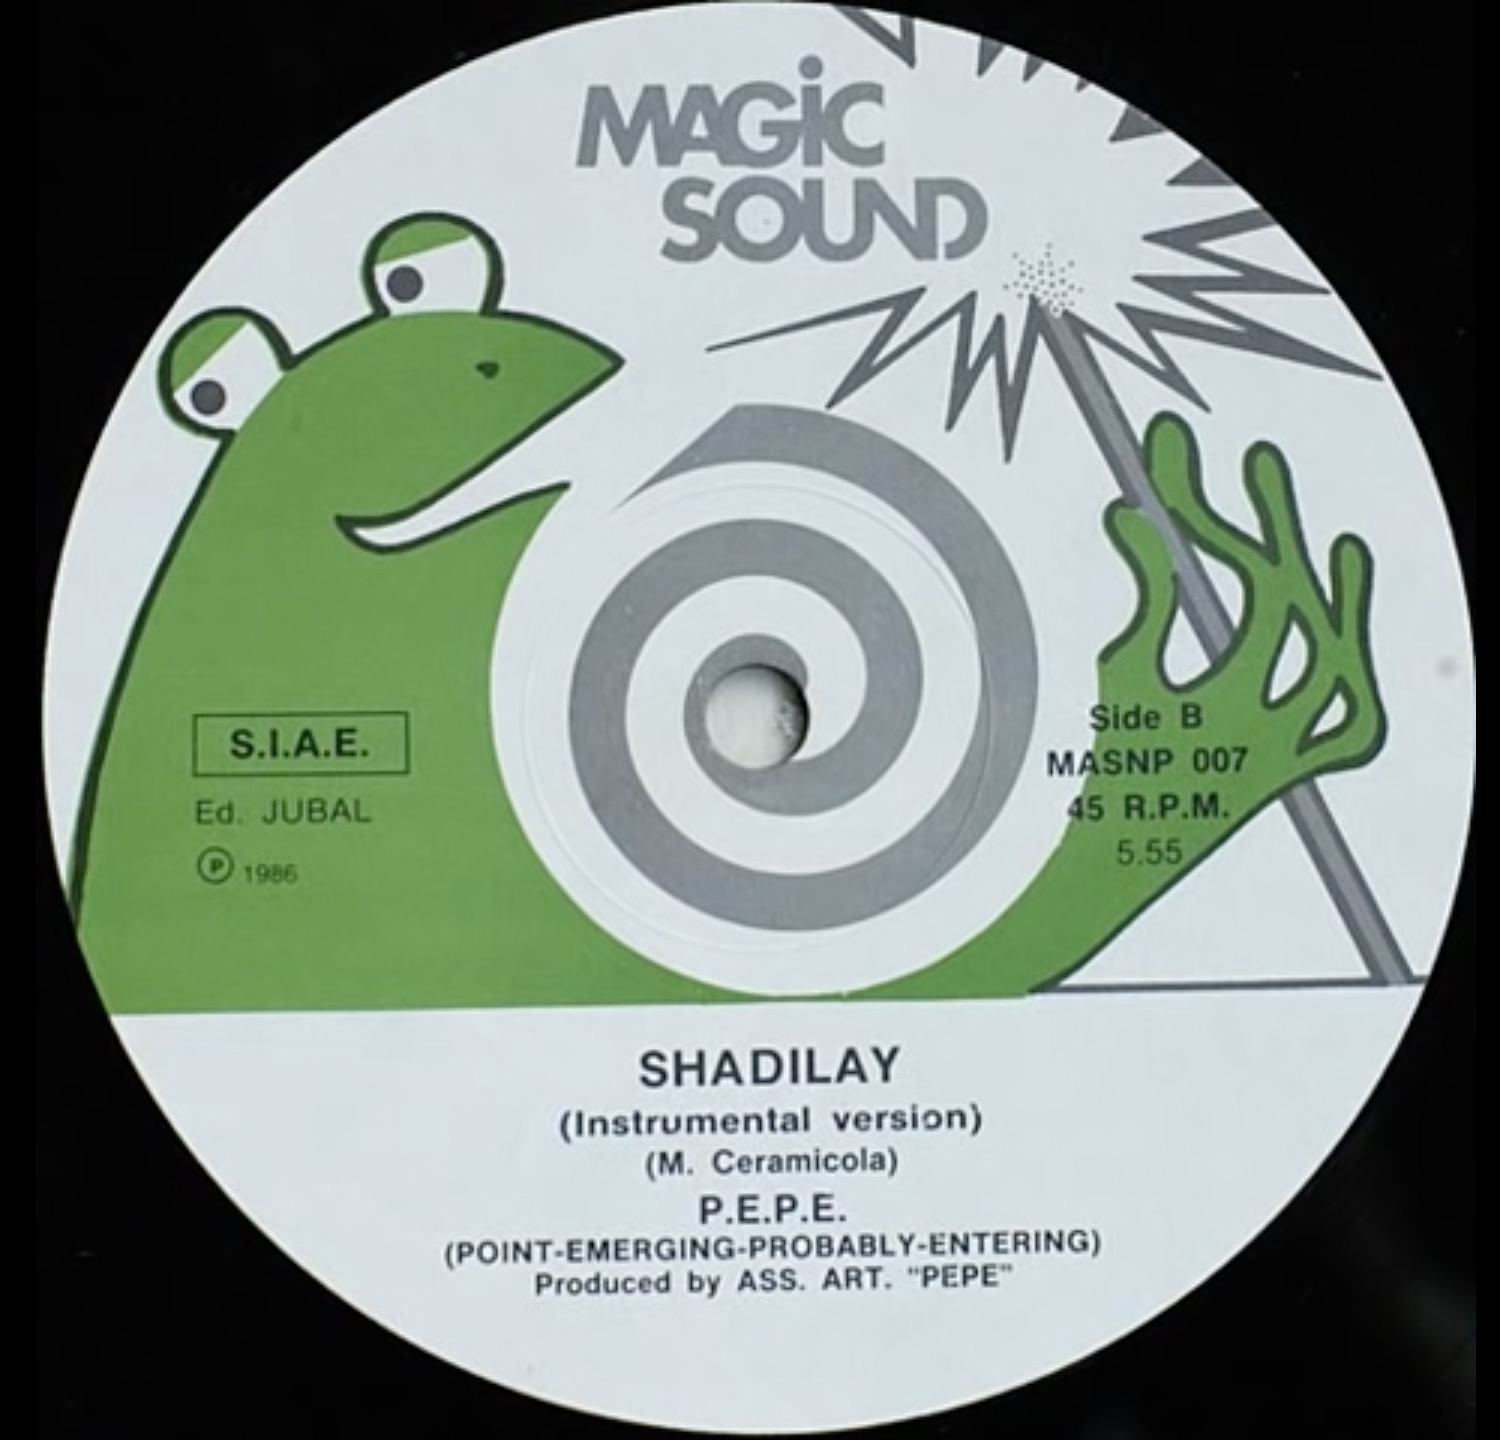 MAGiC
SOUND
S.I.A.E.
Ed. JUBAL
Ⓟ 1986
Side B
MASNP 007
45 R.P.M.
5.55
SHADILAY
(Instrumental version)
(M. Ceramicola)
P.E.P.E.
(POINT-EMERGING-PROBABLY-ENTERING)
Produced by ASS. ART. "PEPE"